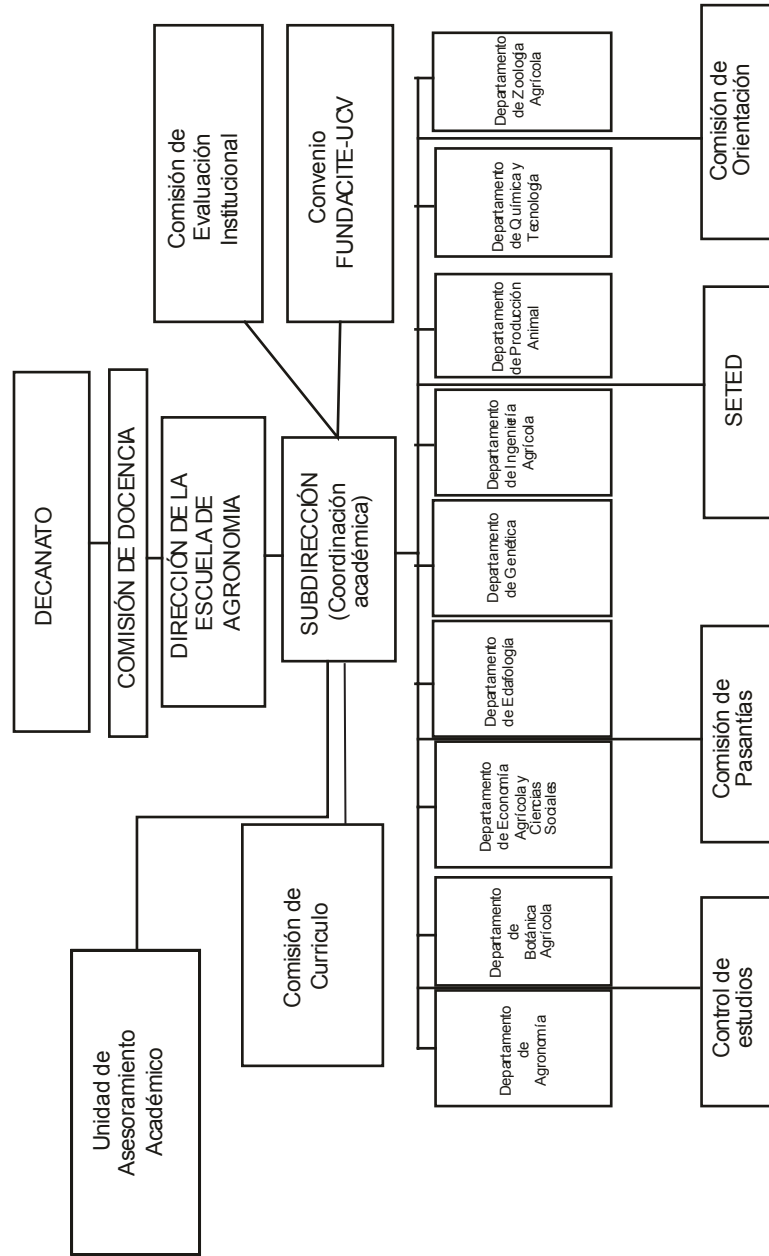 DECANATO
COMISIÓN DE DOCENCIA
DIRECCIÓN DE LA
ESCUELA DE
AGRONOMIA
Comisión de
Evaluación
Institucional
Convenio
FUNDACITE-UCV
SUBDIRECCIÓN
(Coordinación
académica)
Unidad de
Asesoramiento
Académico
Comisión de
Currículo
Departamento
de
Agronomía
Departamento
de
Botánica
Agrícola
Departamento
de Economía
Agrícola y
Ciencias
Sociales
Departamento
de Edafología
Departamento
de Genética
Departamento
de Ingeniería
Agrícola
Departamento
de Producción
Animal
Departamento
de Química y
Tecnología
Departamento
de Zoología
Agrícola
Control de
estudios
Comisión de
Pasantías
SETED
Comisión de
Orientación